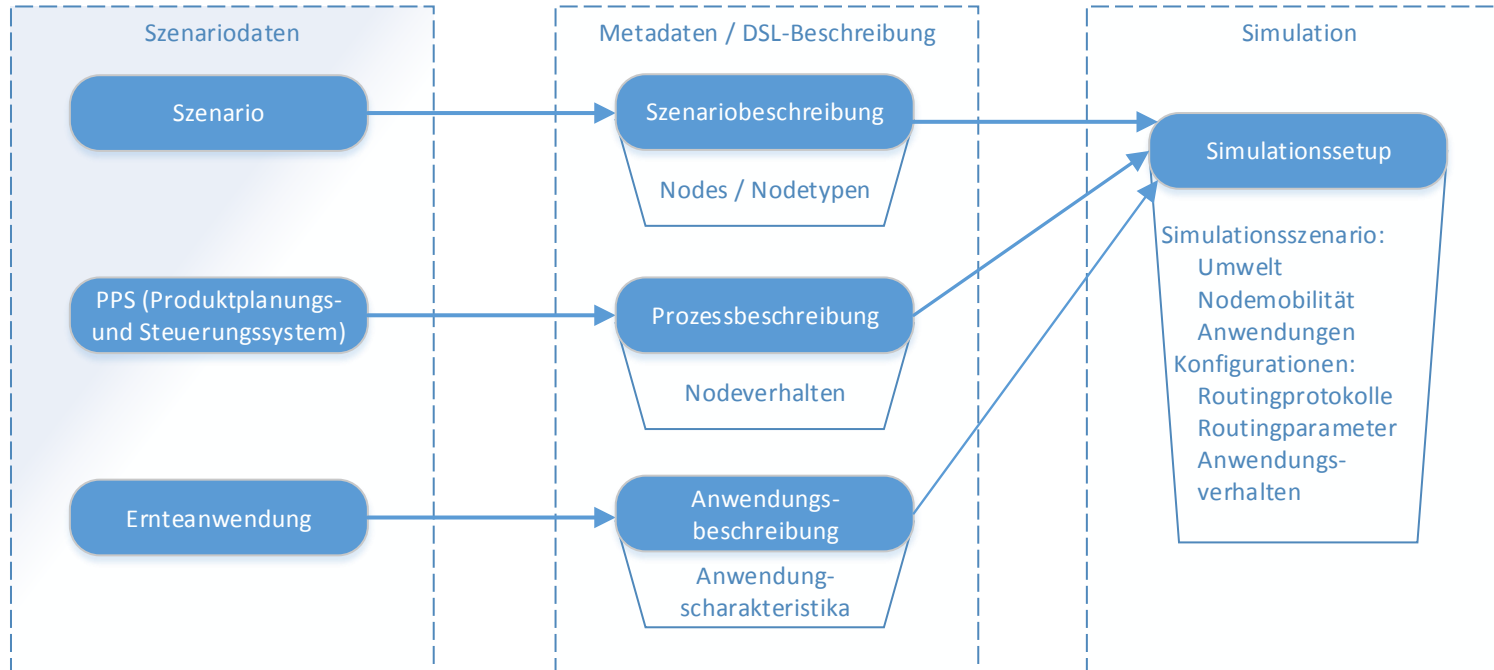 Szenariodaten
Szenario
PPS (Produktplanungs-
und Steuerungssystem)
Ernteanwendung
Metadaten / DSL-Beschreibung
Szenariobeschreibung
Nodes / Nodetypen
Prozessbeschreibung
Nodeverhalten
Anwendungs-
beschreibung
Anwendung-
scharakteristika
Simulation
Simulationssetup
Simulationsszenario:
Umwelt
Nodemobilität
Anwendungen
Konfigurationen:
Routingprotokolle
Routingparameter
Anwendungs-
verhalten